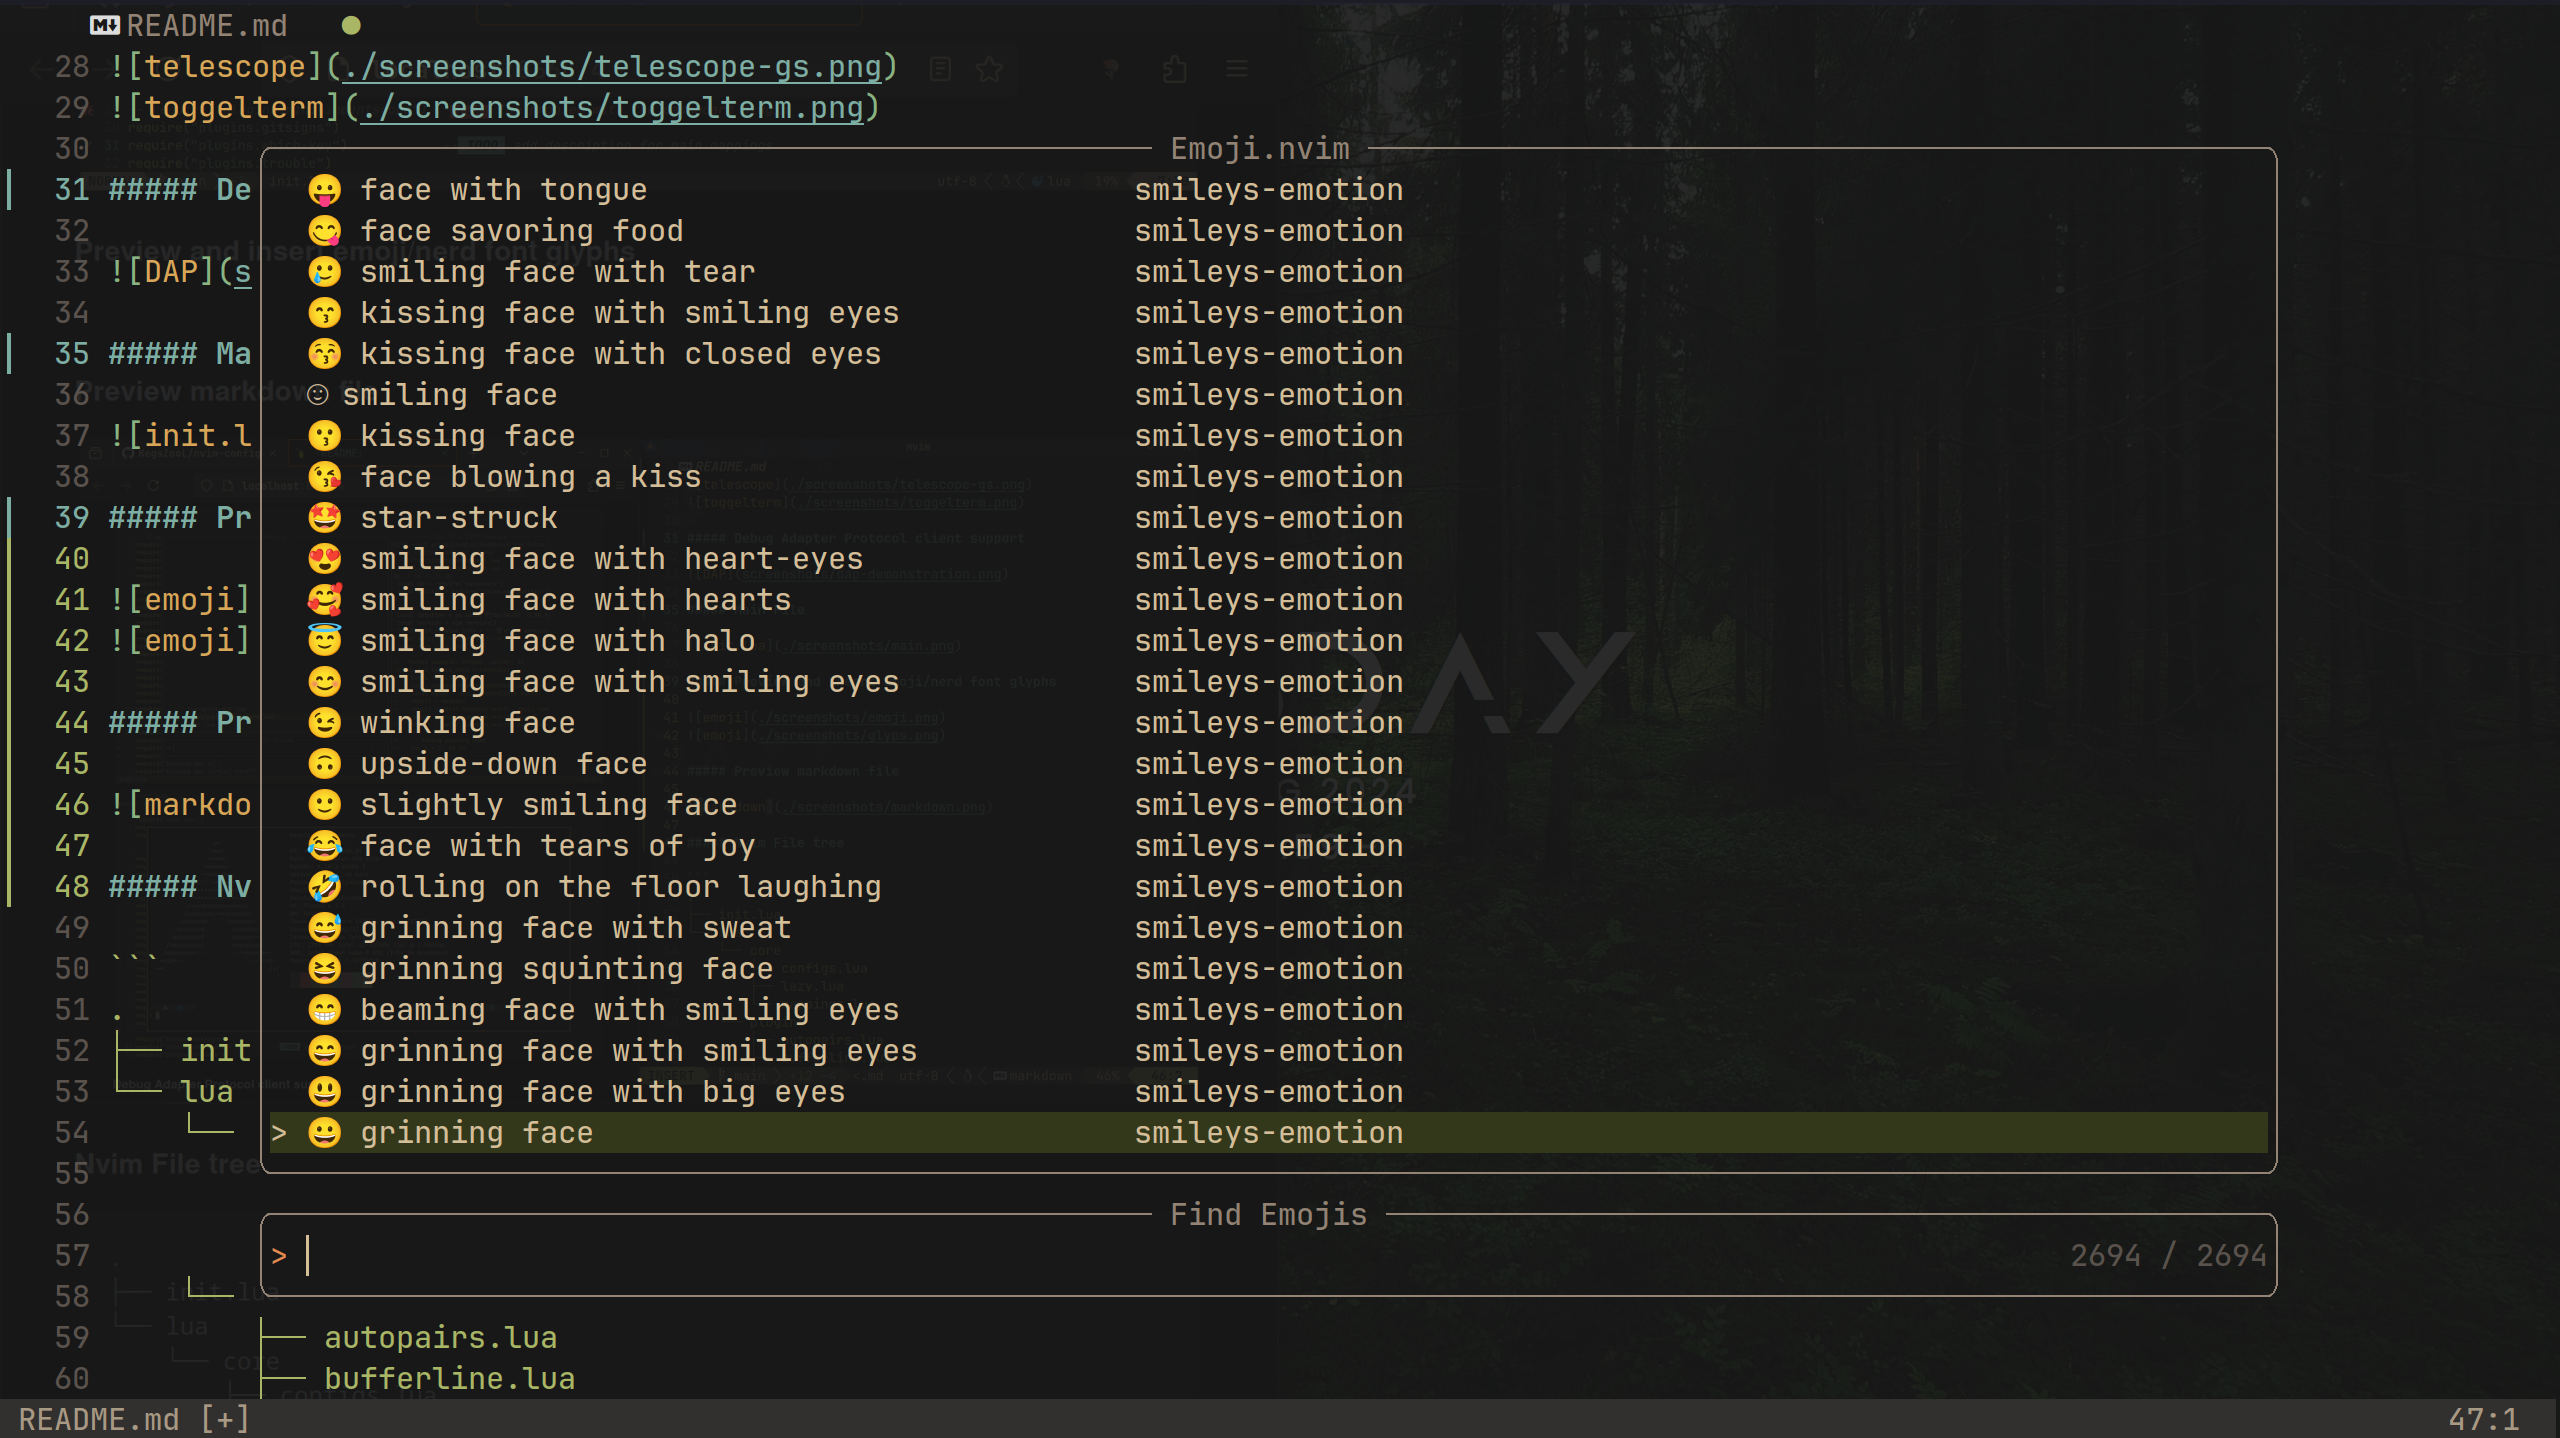 README.md ●
28 ![telescope](./screenshots/telescope-gs.png)
29 ![toggelterm](./screenshots/toggelterm.png)
30 Emoji.nvim
31 ##### De 😛 face with tongue smileys-emotion
32 😋 face savoring food smileys-emotion
33 ![DAP](s 🥲 smiling face with tear smileys-emotion
34 😙 kissing face with smiling eyes smileys-emotion
35 ##### Ma 😚 kissing face with closed eyes smileys-emotion
36 ☺ smiling face smileys-emotion
37 ![init.l 😗 kissing face smileys-emotion
38 😘 face blowing a kiss smileys-emotion
39 ##### Pr 🤩 star-struck smileys-emotion
40 😍 smiling face with heart-eyes smileys-emotion
41 ![emoji] 🥰 smiling face with hearts smileys-emotion
42 ![emoji] 😇 smiling face with halo smileys-emotion
43 😊 smiling face with smiling eyes smileys-emotion
44 ##### Pr 😉 winking face smileys-emotion
45 🙃 upside-down face smileys-emotion
46 ![markdo 🙂 slightly smiling face smileys-emotion
47 😂 face with tears of joy smileys-emotion
48 ##### Nv 🤣 rolling on the floor laughing smileys-emotion
49 😅 grinning face with sweat smileys-emotion
50 ``` 😆 grinning squinting face smileys-emotion
51 . 😁 beaming face with smiling eyes smileys-emotion
52 ├── init 😄 grinning face with smiling eyes smileys-emotion
53 └── lua 😃 grinning face with big eyes smileys-emotion
54 └── > 😀 grinning face smileys-emotion
55
56 Find Emojis
57 > 2694 / 2694
58 └──
59 ├── autopairs.lua
60 ├── bufferline.lua
README.md [+] 47:1